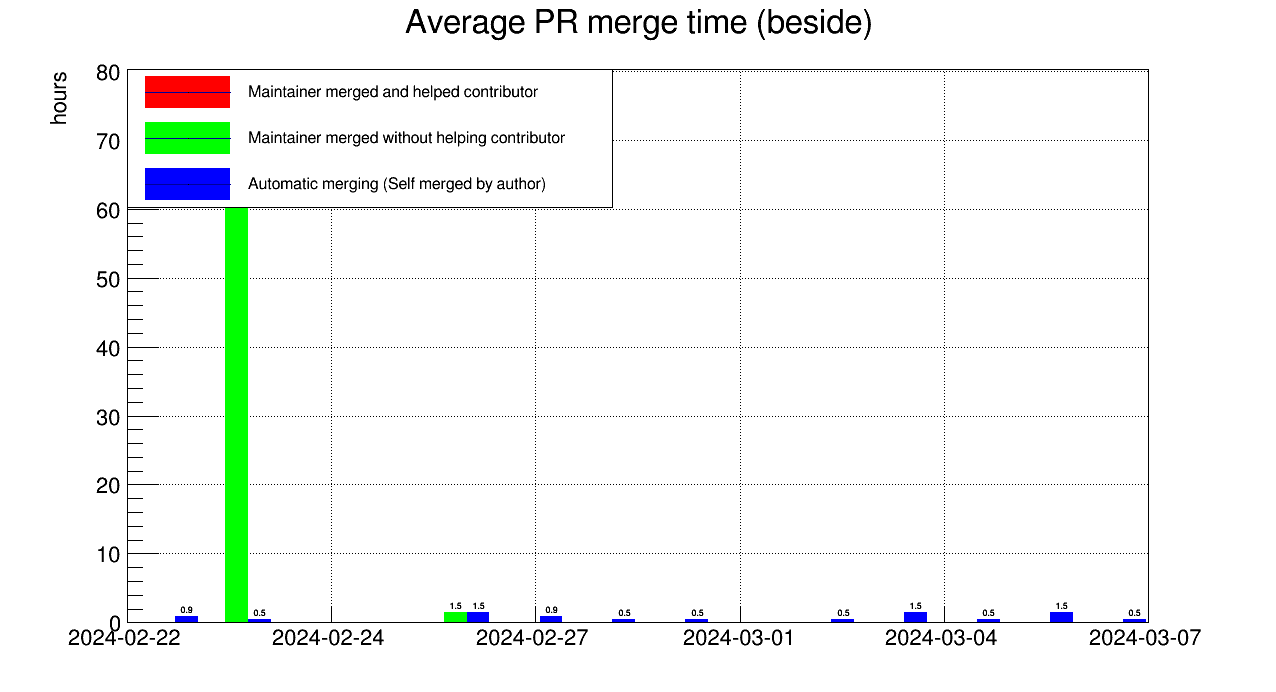 Average PR merge time (beside)
hours
80
70
60
50
40
30
20
10
0
Maintainer merged and helped contributor
Maintainer merged without helping contributor
Automatic merging (Self merged by author)
0.9 0.5 1.5 1.5 0.9 0.5 0.5 0.5 1.5 0.5 1.5 0.5
2024-02-22 2024-02-24 2024-02-27 2024-03-01 2024-03-04 2024-03-07